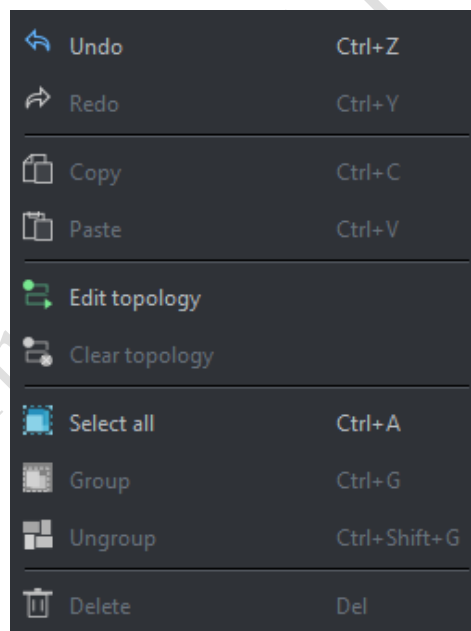 Undo Ctrl+Z
Redo Ctrl+Y
Copy Ctrl+C
Paste Ctrl+V
Edit topology
Clear topology
Select all Ctrl+A
Group Ctrl+G
Ungroup Ctrl+Shift+G
Delete Del